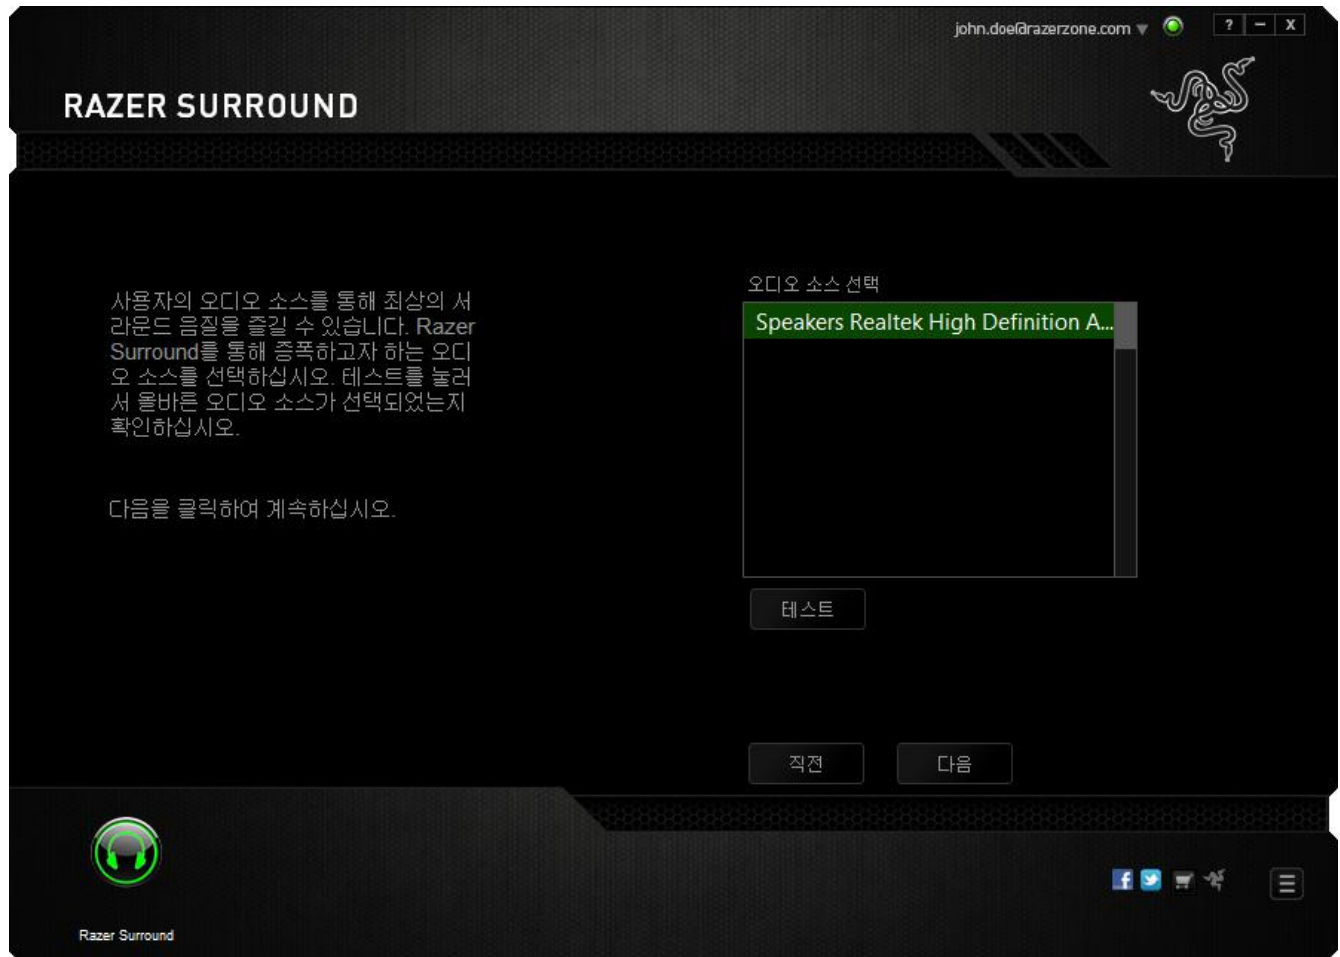 john.doe@razerzone.com
? – X
RAZER SURROUND
사용자의 오디오 소스를 통해 최상의 서
라운드 음질을 즐길 수 있습니다. Razer
Surround를 통해 증폭하고자 하는 오디
오 소스를 선택하십시오. 테스트를 눌러
서 올바른 오디오 소스가 선택되었는지
확인하십시오.
다음을 클릭하여 계속하십시오.
오디오 소스 선택
Speakers Realtek High Definition A...
테스트
직전
다음
Razer Surround